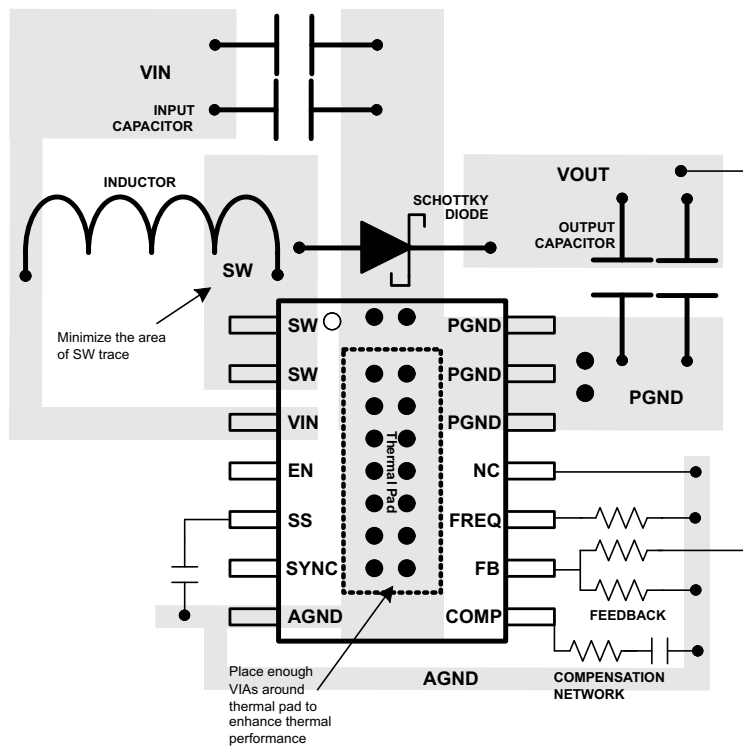 VIN
INPUT
CAPACITOR
INDUCTOR
SW
SCHOTTKY
DIODE
VOUT
OUTPUT
CAPACITOR
Minimize the area
of SW trace
SW
SW
VIN
EN
SS
SYNC
AGND
Thermal Pad
PGND
PGND
PGND
NC
FREQ
FB
COMP
PGND
FEEDBACK
COMPENSATION
NETWORK
AGND
Place enough
VIAs around
thermal pad to
enhance thermal
performance